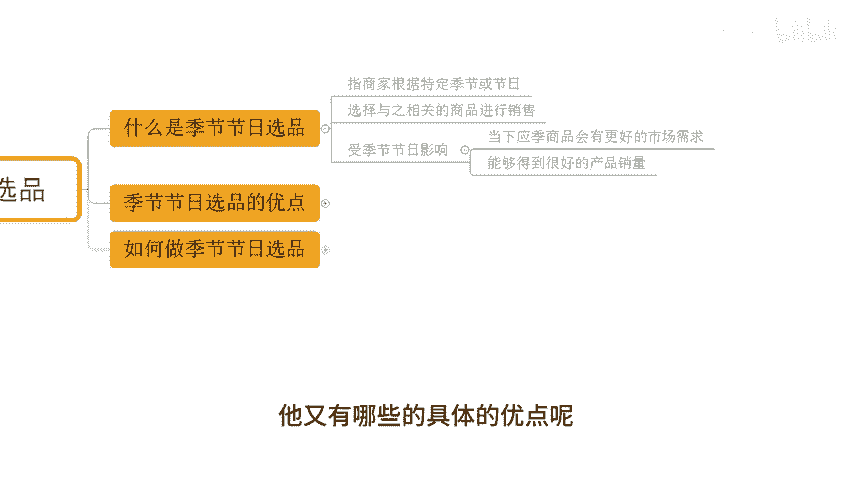 指商家根据特定季节或节日
什么是季节节日选品
选择与之相关的商品进行销售
受季节节日影响
当下应季商品会有更好的市场需求
能够得到很好的产品销量
选品
季节节日选品的优点
如何做季节节日选品
他又有哪些的具体的优点呢